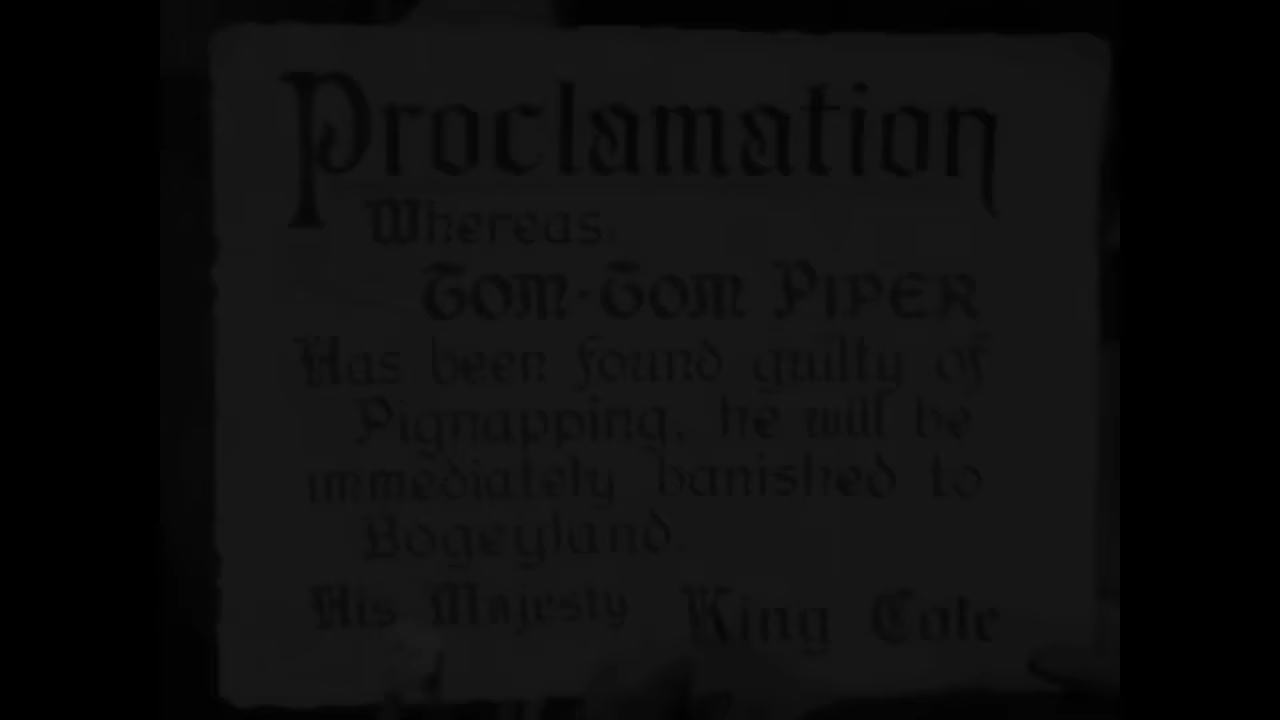 Proclamation
Whereas,
Tom-Tom PIPER
Has been found guilty of
Pignapping, he will be
immediately banished to
Bogeyland.
His Majesty King Cole